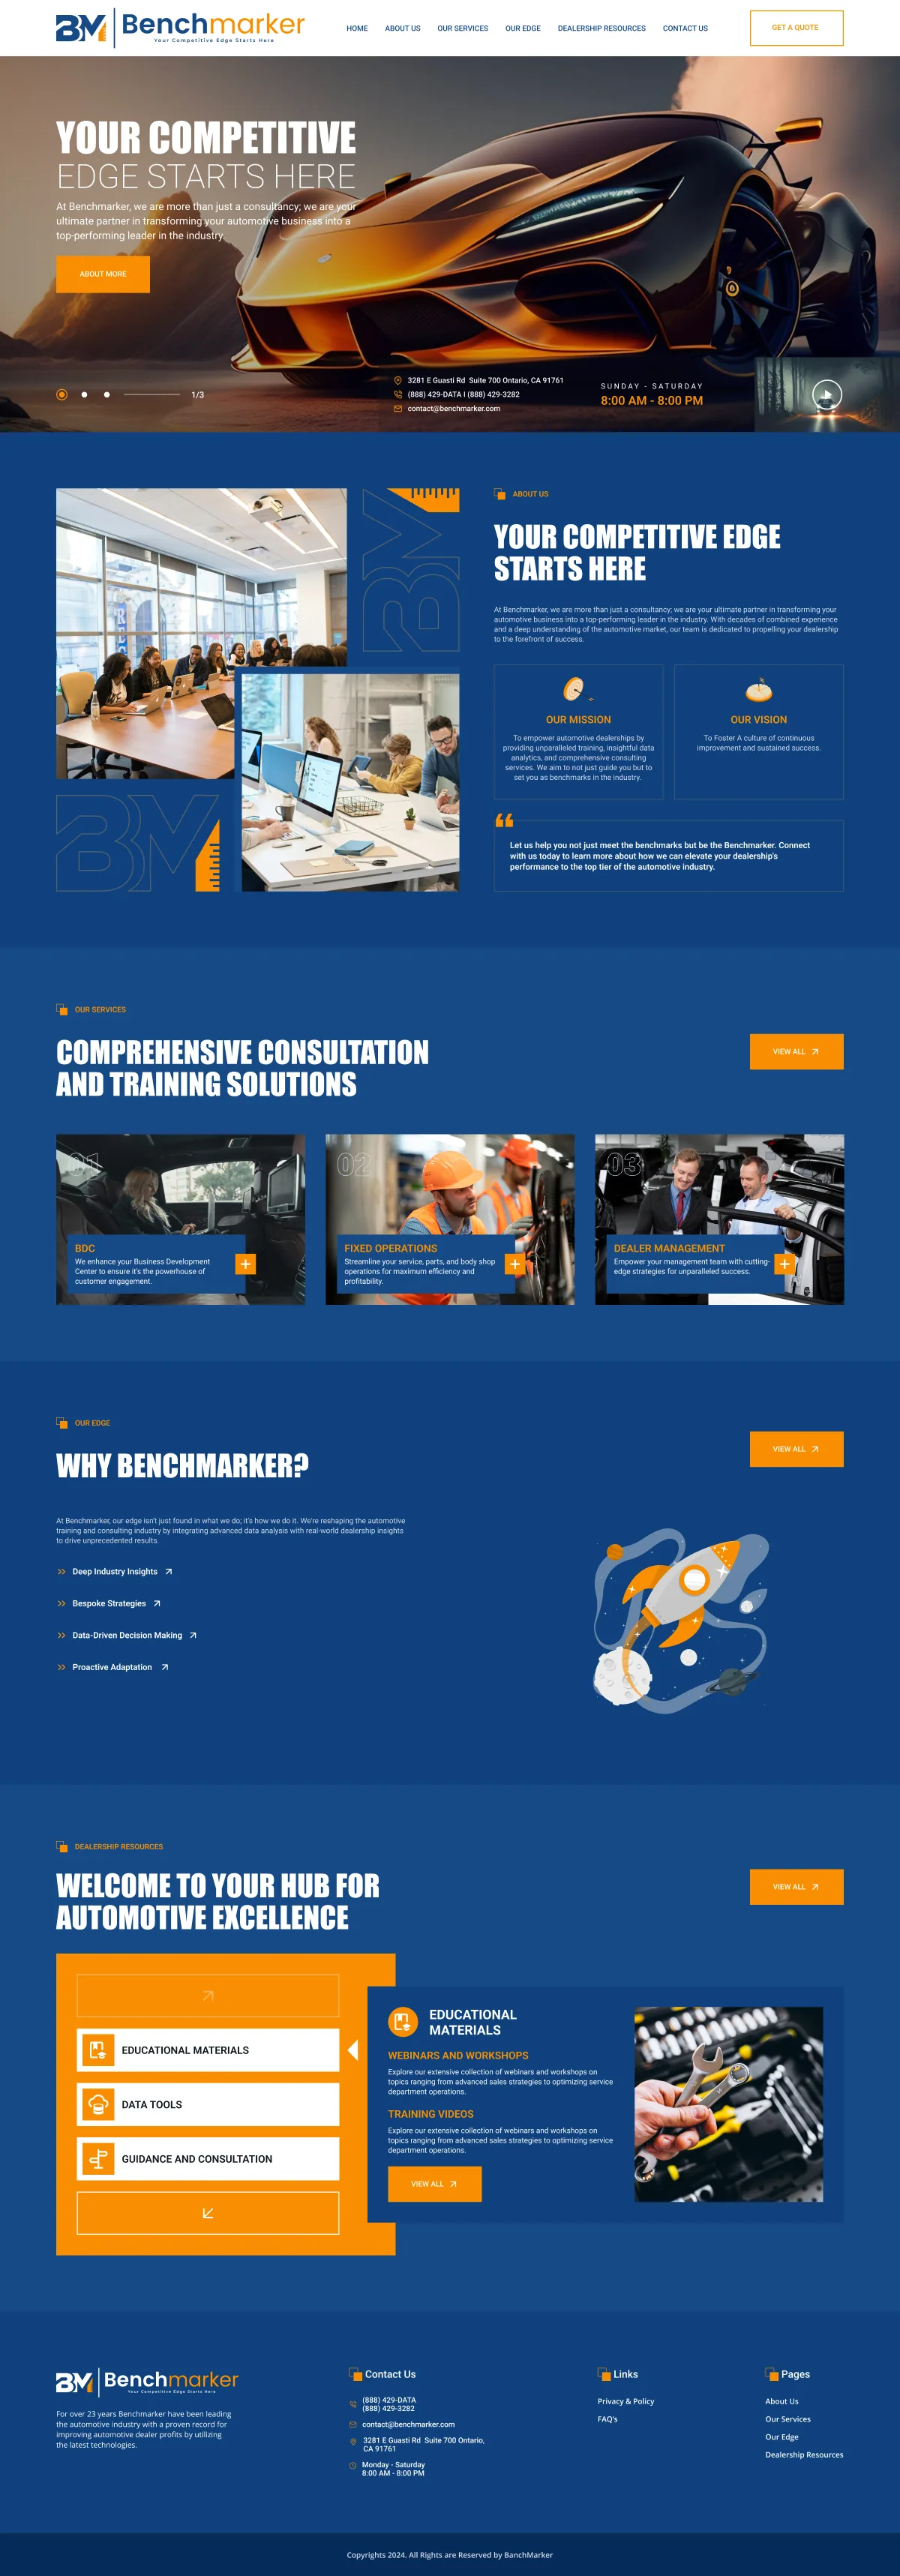 BM Benchmarker
Your Competitive Edge Starts Here
HOME ABOUT US OUR SERVICES OUR EDGE DEALERSHIP RESOURCES CONTACT US
GET A QUOTE
YOUR COMPETITIVE
EDGE STARTS HERE
At Benchmarker, we are more than just a consultancy; we are your
ultimate partner in transforming your automotive business into a
top-performing leader in the industry.
ABOUT MORE
1/3
3281 E Guasti Rd Suite 700 Ontario, CA 91761
(888) 429-DATA I (888) 429-3282
contact@benchmarker.com
SUNDAY - SATURDAY
8:00 AM - 8:00 PM
BM
BM
ABOUT US
YOUR COMPETITIVE EDGE
STARTS HERE
At Benchmarker, we are more than just a consultancy; we are your ultimate partner in transforming your
automotive business into a top-performing leader in the industry. With decades of combined experience
and a deep understanding of the automotive market, our team is dedicated to propelling your dealership
to the forefront of success.
OUR MISSION
To empower automotive dealerships by
providing unparalleled training, insightful data
analytics, and comprehensive consulting
services. We aim to not just guide you but to
set you as benchmarks in the industry.
OUR VISION
To Foster A culture of continuous
improvement and sustained success.
Let us help you not just meet the benchmarks but be the Benchmarker. Connect
with us today to learn more about how we can elevate your dealership's
performance to the top tier of the automotive industry.
OUR SERVICES
COMPREHENSIVE CONSULTATION
AND TRAINING SOLUTIONS
VIEW ALL
01
BDC
We enhance your Business Development
Center to ensure it's the powerhouse of
customer engagement.
02
FIXED OPERATIONS
Streamline your service, parts, and body shop
operations for maximum efficiency and
profitability.
03
DEALER MANAGEMENT
Empower your management team with cutting-
edge strategies for unparalleled success.
OUR EDGE
WHY BENCHMARKER?
VIEW ALL
At Benchmarker, our edge isn't just found in what we do; it's how we do it. We're reshaping the automotive
training and consulting industry by integrating advanced data analysis with real-world dealership insights
to drive unprecedented results.
Deep Industry Insights
Bespoke Strategies
Data-Driven Decision Making
Proactive Adaptation
DEALERSHIP RESOURCES
WELCOME TO YOUR HUB FOR
AUTOMOTIVE EXCELLENCE
VIEW ALL
EDUCATIONAL MATERIALS
DATA TOOLS
GUIDANCE AND CONSULTATION
EDUCATIONAL
MATERIALS
WEBINARS AND WORKSHOPS
Explore our extensive collection of webinars and workshops on
topics ranging from advanced sales strategies to optimizing service
department operations.
TRAINING VIDEOS
Explore our extensive collection of webinars and workshops on
topics ranging from advanced sales strategies to optimizing service
department operations.
VIEW ALL
BM Benchmarker
Your Competitive Edge Starts Here
For over 23 years Benchmarker have been leading
the automotive industry with a proven record for
improving automotive dealer profits by utilizing
the latest technologies.
Contact Us
(888) 429-DATA
(888) 429-3282
contact@benchmarker.com
3281 E Guasti Rd Suite 700 Ontario,
CA 91761
Monday - Saturday
8:00 AM - 8:00 PM
Links
Privacy & Policy
FAQ's
Pages
About Us
Our Services
Our Edge
Dealership Resources
Copyrights 2024. All Rights are Reserved by BanchMarker